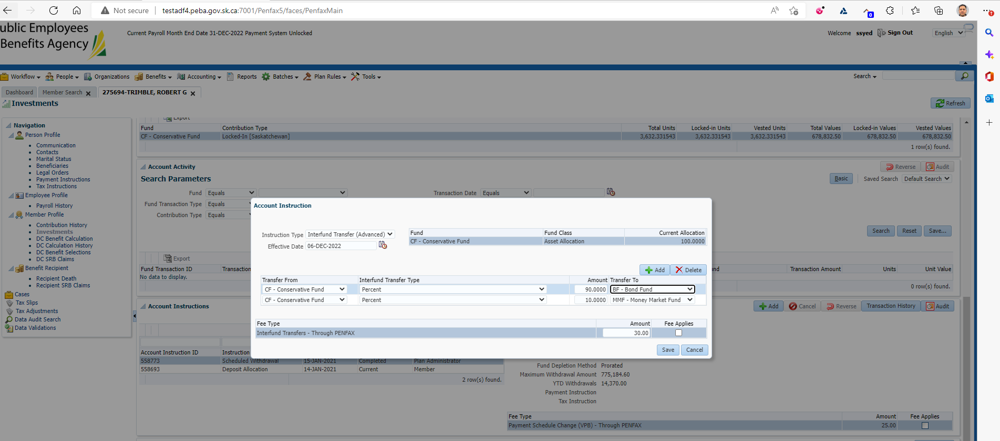 Not secure | testadf4.peba.gov.sk.ca:7001/Penfax5/faces/PenfaxMain
0
ublic Employees
Benefits Agency
Current Payroll Month End Date 31-DEC-2022 Payment System Unlocked
Welcome ssyed Sign Out English
Workflow People Organizations Benefits Accounting Reports Batches Plan Rules Tools Search
Dashboard Member Search 275694-TRIMBLE, ROBERT G
Investments
Refresh
Navigation
Person Profile
Communication
Contacts
Marital Status
Beneficiaries
Legal Orders
Payment Instructions
Tax Instructions
Employee Profile
Payroll History
Member Profile
Contribution History
Investments
DC Benefit Calculation
DC Calculation History
DC Benefit Selections
DC SRB Claims
Benefit Recipient
Recipient Death
Recipient SRB Claims
Cases
Tax Slips
Tax Adjustments
Data Audit Search
Data Validations
Export
Fund Contribution Type Total Units Locked-in Units Vested Units Total Values Locked-in Values Vested Values
CF - Conservative Fund Locked-In [Saskatchewan] 3,632.331543 3,632.331543 3,632.331543 678,832.50 678,832.50 678,832.50
1 row(s) found.
Account Activity
Reverse Audit
Search Parameters
Basic Saved Search Default Search
Fund Equals Transaction Date Equals
Fund Transaction Type Equals
Contribution Type Equals
Search Reset Save...
Export
Fund Transaction ID Transaction nd Transaction Amount Units Unit Value
No data to display.
0 row(s) found.
Account Instruction
Instruction Type Interfund Transfer (Advanced)
Effective Date 06-DEC-2022
Fund Fund Class Current Allocation
CF - Conservative Fund Asset Allocation 100.0000
Add Delete
Transfer From Interfund Transfer Type Amount Transfer To
CF - Conservative Fund Percent 90.0000 BF - Bond Fund
CF - Conservative Fund Percent 10.0000 MMF - Money Market Fund
Fee Type Amount Fee Applies
Interfund Transfers - Through PENFAX 30.00
Save Cancel
Account Instructions
Add Cancel Reverse Transaction History Audit
Account Instruction ID Instruction
558773 Scheduled Withdrawal 15-JAN-2021 Completed Plan Administrator
558693 Deposit Allocation 14-JAN-2021 Current Member
2 row(s) found.
Fund Depletion Method Prorated
Maximum Withdrawal Amount 775,184.60
YTD Withdrawals 14,370.00
Payment Instruction
Tax Instruction
Fee Type Amount Fee Applies
Payment Schedule Change (VPB) - Through PENFAX 25.00